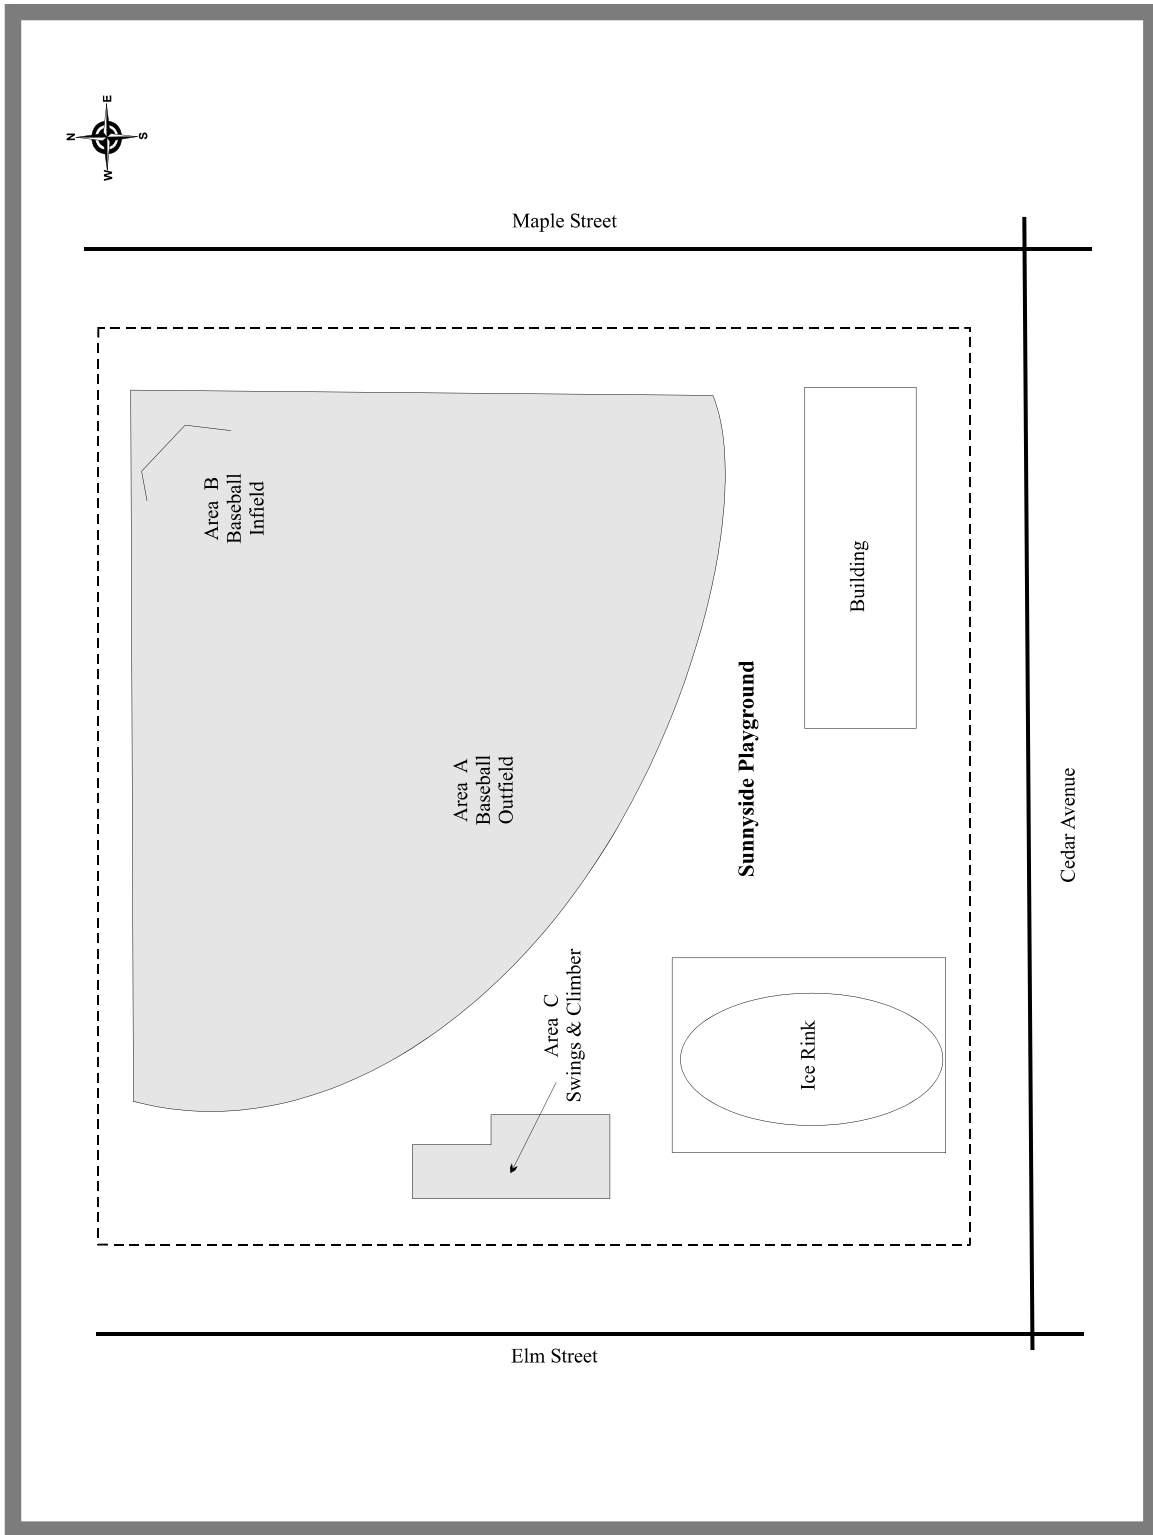 E
N
S
W
Maple Street
Area B
Baseball
Infield
Building
Sunnyside Playground
Area A
Baseball
Outfield
Cedar Avenue
Area C
Swings & Climber
Ice Rink
Elm Street